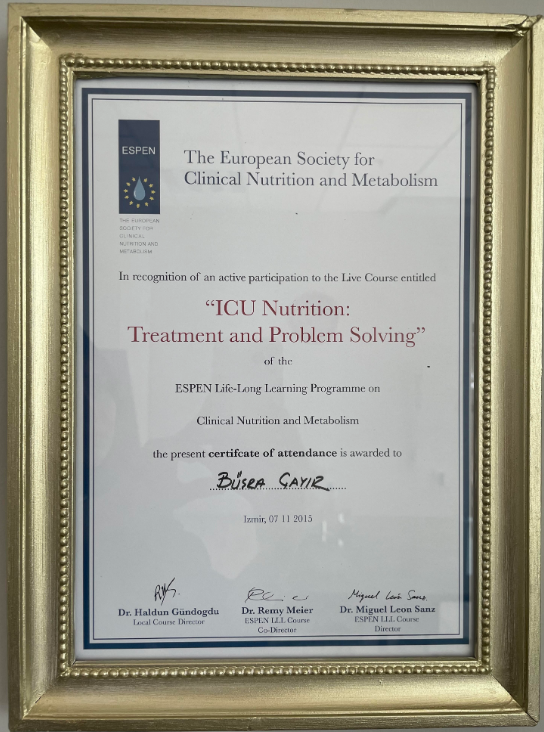 ESPEN
THE EUROPEAN
SOCIETY FOR
CLINICAL
NUTRITION AND
METABOLISM
The European Society for
Clinical Nutrition and Metabolism
In recognition of an active participation to the Live Course entitled
“ICU Nutrition:
Treatment and Problem Solving”
of the
ESPEN Life-Long Learning Programme on
Clinical Nutrition and Metabolism
the present certifcate of attendance is awarded to
BÜŞRA ÇAYIR
Izmir, 07 11 2015
Miguel León Sanz
Dr. Haldun Gündogdu
Local Course Director
Dr. Remy Meier
ESPEN LLL Course
Co-Director
Dr. Miguel Leon Sanz
ESPEN LLL Course
Director